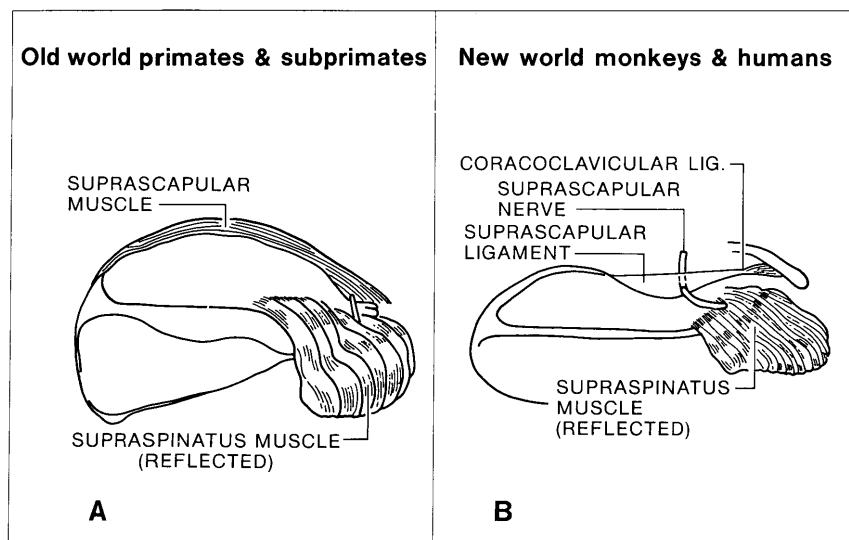 Old world primates & subprimates
SUPRASCAPULAR
MUSCLE
SUPRASPINATUS MUSCLE
(REFLECTED)
A
New world monkeys & humans
CORACOCLAVICULAR LIG.
SUPRASCAPULAR
NERVE
SUPRASCAPULAR
LIGAMENT
SUPRASPINATUS
MUSCLE
(REFLECTED)
B